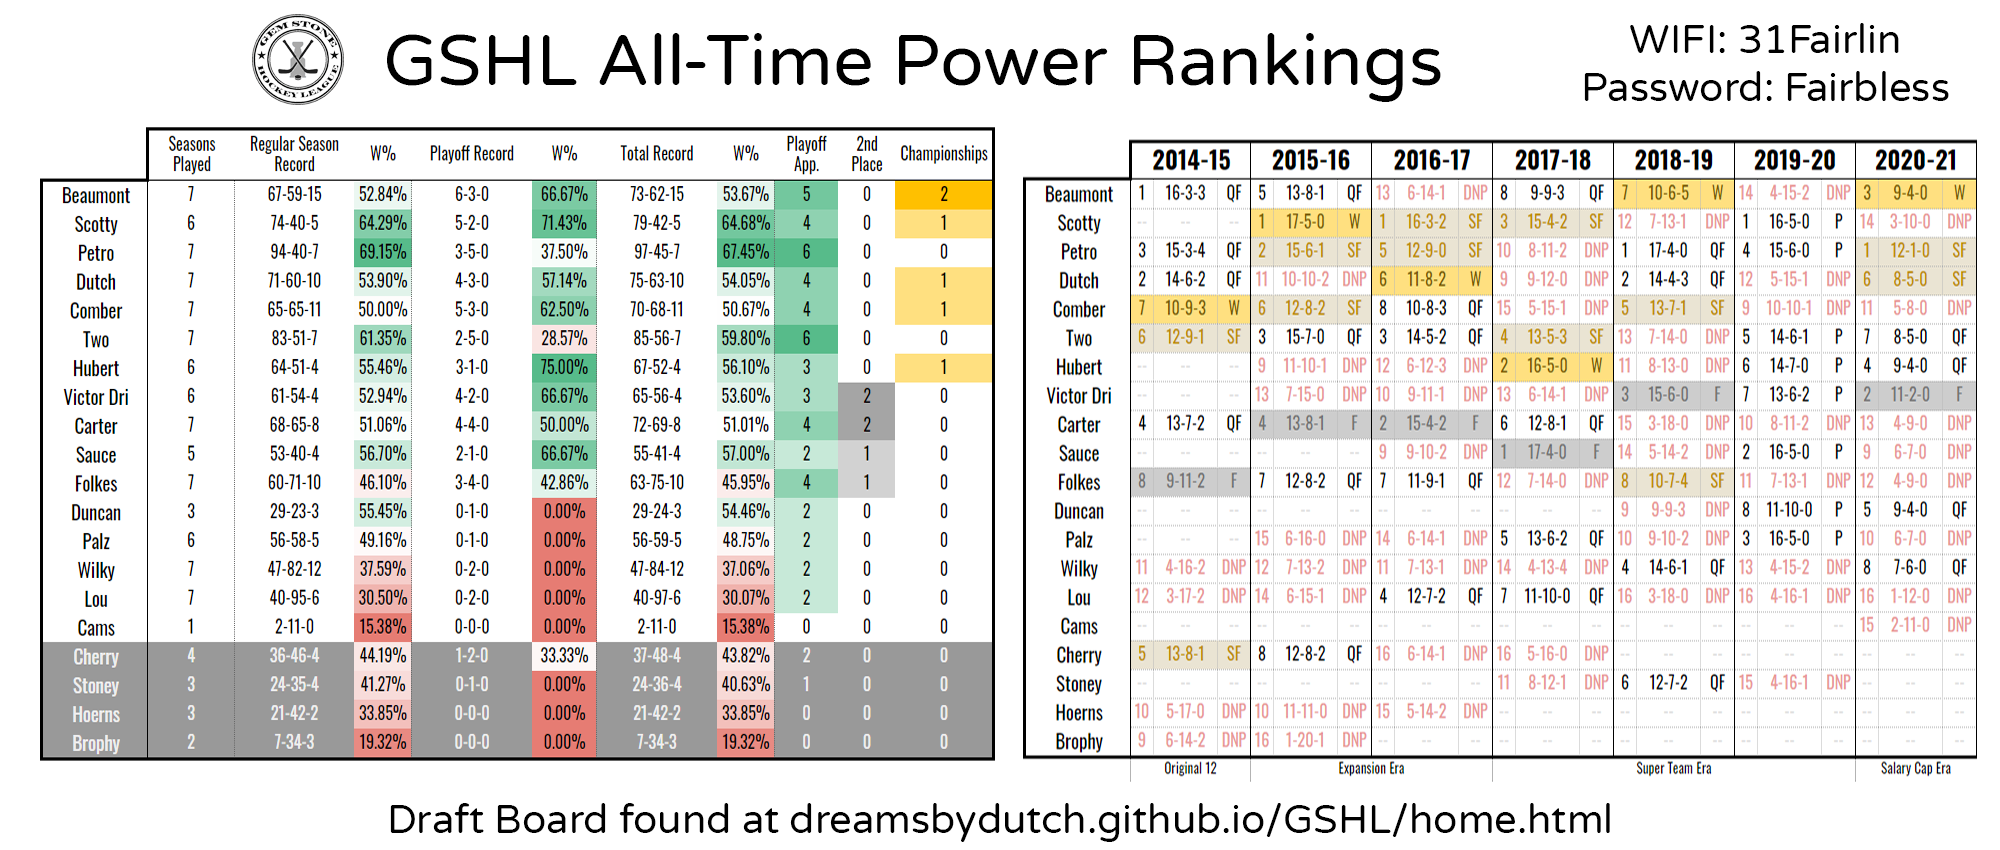 GEM STONE
HOCKEY LEAGUE
GSHL All-Time Power Rankings
WIFI: 31Fairlin
Password: Fairbless
Seasons Played Regular Season Record W% Playoff Record W% Total Record W% Playoff App. 2nd Place Championships
Beaumont 7 67-59-15 52.84% 6-3-0 66.67% 73-62-15 53.67% 5 0 2
Scotty 6 74-40-5 64.29% 5-2-0 71.43% 79-42-5 64.68% 4 0 1
Petro 7 94-40-7 69.15% 3-5-0 37.50% 97-45-7 67.45% 6 0 0
Dutch 7 71-60-10 53.90% 4-3-0 57.14% 75-63-10 54.05% 4 0 1
Comber 7 65-65-11 50.00% 5-3-0 62.50% 70-68-11 50.67% 4 0 1
Two 7 83-51-7 61.35% 2-5-0 28.57% 85-56-7 59.80% 6 0 0
Hubert 6 64-51-4 55.46% 3-1-0 75.00% 67-52-4 56.10% 3 0 1
Victor Dri 6 61-54-4 52.94% 4-2-0 66.67% 65-56-4 53.60% 3 2 0
Carter 7 68-65-8 51.06% 4-4-0 50.00% 72-69-8 51.01% 4 2 0
Sauce 5 53-40-4 56.70% 2-1-0 66.67% 55-41-4 57.00% 2 1 0
Folkes 7 60-71-10 46.10% 3-4-0 42.86% 63-75-10 45.95% 4 1 0
Duncan 3 29-23-3 55.45% 0-1-0 0.00% 29-24-3 54.46% 2 0 0
Palz 6 56-58-5 49.16% 0-1-0 0.00% 56-59-5 48.75% 2 0 0
Wilky 7 47-82-12 37.59% 0-2-0 0.00% 47-84-12 37.06% 2 0 0
Lou 7 40-95-6 30.50% 0-2-0 0.00% 40-97-6 30.07% 2 0 0
Cams 1 2-11-0 15.38% 0-0-0 0.00% 2-11-0 15.38% 0 0 0
Cherry 4 36-46-4 44.19% 1-2-0 33.33% 37-48-4 43.82% 2 0 0
Stoney 3 24-35-4 41.27% 0-1-0 0.00% 24-36-4 40.63% 1 0 0
Hoerns 3 21-42-2 33.85% 0-0-0 0.00% 21-42-2 33.85% 0 0 0
Brophy 2 7-34-3 19.32% 0-0-0 0.00% 7-34-3 19.32% 0 0 0
2014-15 2015-16 2016-17 2017-18 2018-19 2019-20 2020-21
Beaumont 1 16-3-3 QF 5 13-8-1 QF 13 6-14-1 DNP 8 9-9-3 QF 7 10-6-5 W 14 4-15-2 DNP 3 9-4-0 W
Scotty -- -- -- 1 17-5-0 W 1 16-3-2 SF 3 15-4-2 SF 12 7-13-1 DNP 1 16-5-0 P 14 3-10-0 DNP
Petro 3 15-3-4 QF 2 15-6-1 SF 5 12-9-0 SF 10 8-11-2 DNP 1 17-4-0 QF 4 15-6-0 P 1 12-1-0 SF
Dutch 2 14-6-2 QF 11 10-10-2 DNP 6 11-8-2 W 9 9-12-0 DNP 2 14-4-3 QF 12 5-15-1 DNP 6 8-5-0 SF
Comber 7 10-9-3 W 6 12-8-2 SF 8 10-8-3 QF 15 5-15-1 DNP 5 13-7-1 SF 9 10-10-1 DNP 11 5-8-0 DNP
Two 6 12-9-1 SF 3 15-7-0 QF 3 14-5-2 QF 4 13-5-3 SF 13 7-14-0 DNP 5 14-6-1 P 7 8-5-0 QF
Hubert -- -- -- 9 11-10-1 DNP 12 6-12-3 DNP 2 16-5-0 W 11 8-13-0 DNP 6 14-7-0 P 4 9-4-0 QF
Victor Dri -- -- -- 13 7-15-0 DNP 10 9-11-1 DNP 13 6-14-1 DNP 3 15-6-0 F 7 13-6-2 P 2 11-2-0 F
Carter 4 13-7-2 QF 4 13-8-1 F 2 15-4-2 F 6 12-8-1 QF 15 3-18-0 DNP 10 8-11-2 DNP 13 4-9-0 DNP
Sauce -- -- -- -- -- -- 9 9-10-2 DNP 1 17-4-0 F 14 5-14-2 DNP 2 16-5-0 P 9 6-7-0 DNP
Folkes 8 9-11-2 F 7 12-8-2 QF 7 11-9-1 QF 12 7-14-0 DNP 8 10-7-4 SF 11 7-13-1 DNP 12 4-9-0 DNP
Duncan -- -- -- -- -- -- -- -- -- -- -- -- 9 9-9-3 DNP 8 11-10-0 P 5 9-4-0 QF
Palz -- -- -- 15 6-16-0 DNP 14 6-14-1 DNP 5 13-6-2 QF 10 9-10-2 DNP 3 16-5-0 P 10 6-7-0 DNP
Wilky 11 4-16-2 DNP 12 7-13-2 DNP 11 7-13-1 DNP 14 4-13-4 DNP 4 14-6-1 QF 13 4-15-2 DNP 8 7-6-0 QF
Lou 12 3-17-2 DNP 14 6-15-1 DNP 4 12-7-2 QF 7 11-10-0 QF 16 3-18-0 DNP 16 4-16-1 DNP 16 1-12-0 DNP
Cams -- -- -- -- -- -- -- -- -- -- -- -- -- -- -- -- -- -- 15 2-11-0 DNP
Cherry 5 13-8-1 SF 8 12-8-2 QF 16 6-14-1 DNP 16 5-16-0 DNP -- -- -- -- -- -- -- -- --
Stoney -- -- -- -- -- -- -- -- -- 11 8-12-1 DNP 6 12-7-2 QF 15 4-16-1 DNP -- -- --
Hoerns 10 5-17-0 DNP 10 11-11-0 DNP 15 5-14-2 DNP -- -- -- -- -- -- -- -- -- -- -- --
Brophy 9 6-14-2 DNP 16 1-20-1 DNP -- -- -- -- -- -- -- -- -- -- -- -- -- -- --
Original 12 Expansion Era Super Team Era Salary Cap Era
Draft Board found at dreamsbydutch.github.io/GSHL/home.html